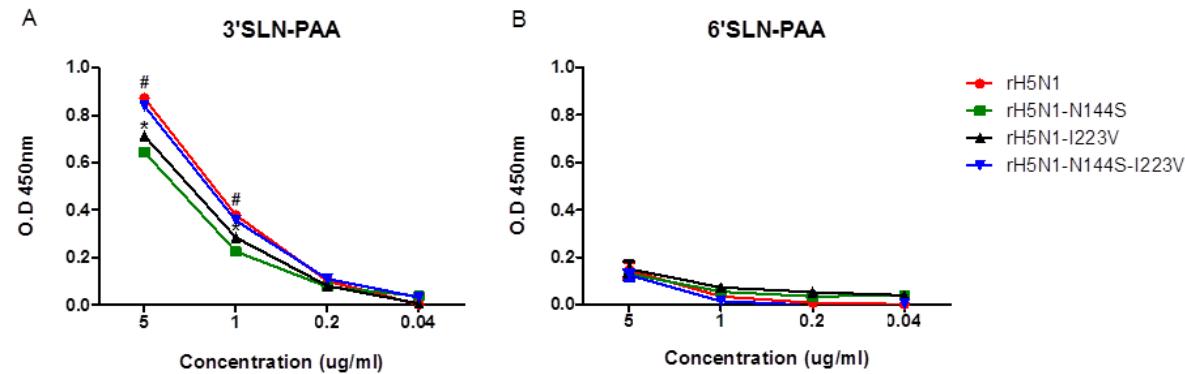 A
3'SLN-PAA
#
*
#
*
1.0
0.8
0.6
0.4
0.2
0.0
O.D 450nm
5 1 0.2 0.04
Concentration (ug/ml)
B
6'SLN-PAA
1.0
0.8
0.6
0.4
0.2
0.0
O.D 450nm
5 1 0.2 0.04
Concentration (ug/ml)
rH5N1
rH5N1-N144S
rH5N1-I223V
rH5N1-N144S-I223V